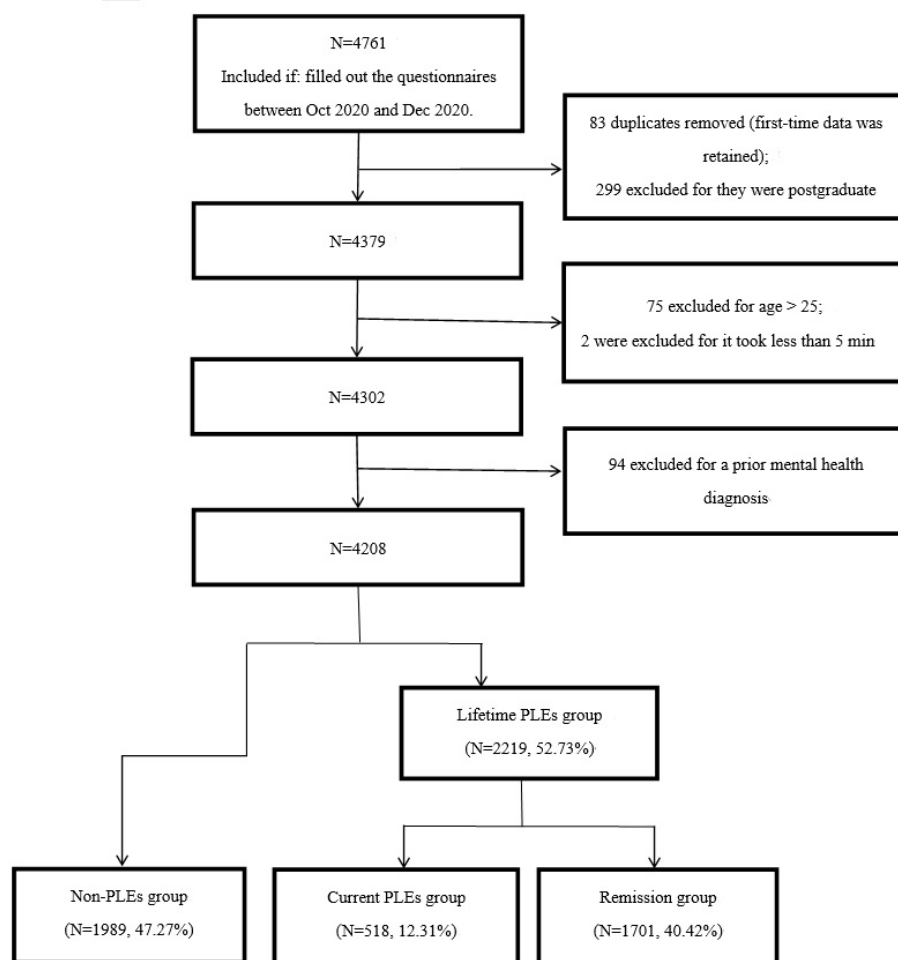 N=4761
Included if: filled out the questionnaires
between Oct 2020 and Dec 2020.
83 duplicates removed (first-time data was
retained);
299 excluded for they were postgraduate
N=4379
75 excluded for age > 25;
2 were excluded for it took less than 5 min
N=4302
94 excluded for a prior mental health
diagnosis
N=4208
Lifetime PLEs group
(N=2219, 52.73%)
Non-PLEs group
(N=1989, 47.27%)
Current PLEs group
(N=518, 12.31%)
Remission group
(N=1701, 40.42%)